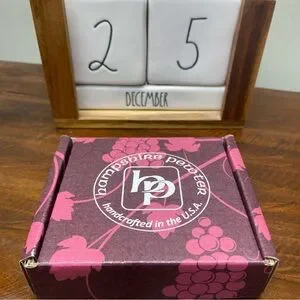 2 5
DECEMBER
hampshire pewter
hp
handcrafted in the U.S.A.